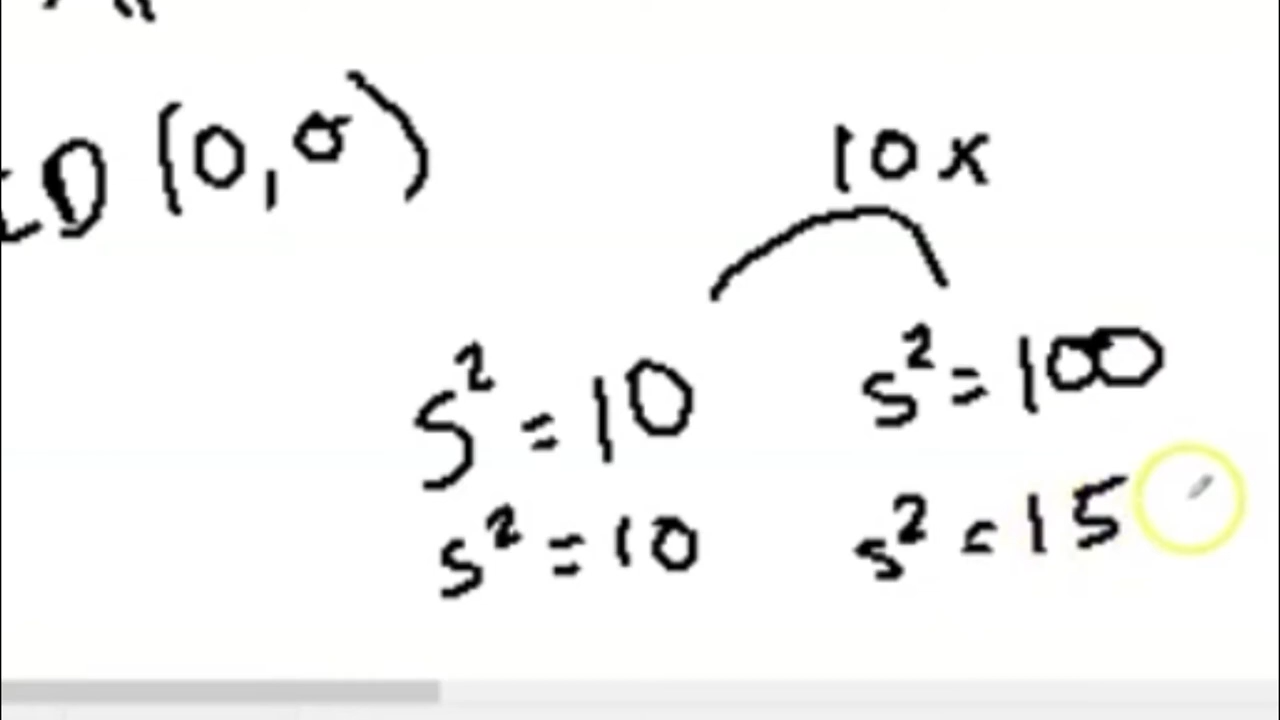 D (0, σ)
10x
s² = 10 s² = 100
s² = 10 s² = 15